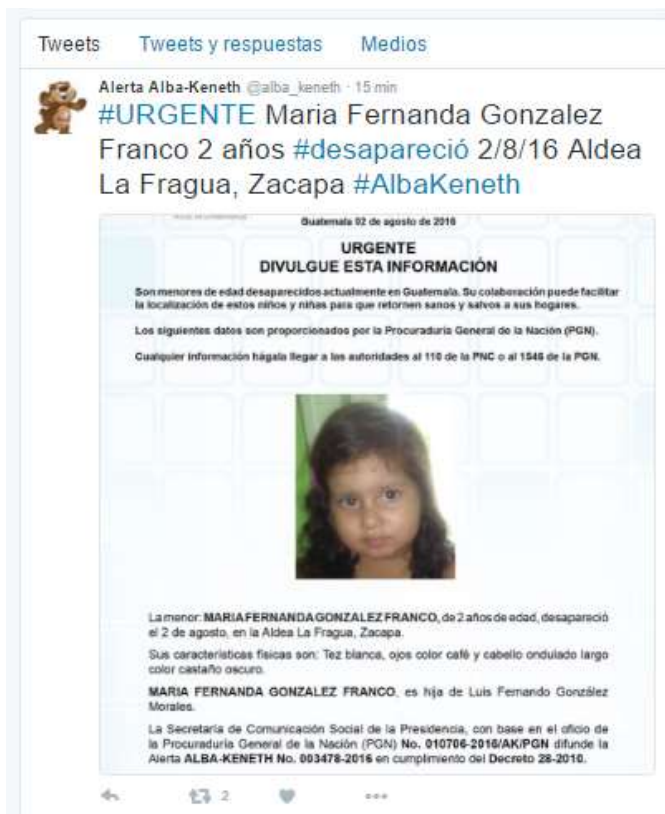 Tweets Tweets y respuestas Medios
Alerta Alba-Keneth @alba_keneth · 15 min
#URGENTE Maria Fernanda Gonzalez
Franco 2 años #desapareció 2/8/16 Aldea
La Fragua, Zacapa #AlbaKeneth
Guatemala 02 de agosto de 2016
URGENTE
DIVULGUE ESTA INFORMACIÓN
Son menores de edad desaparecidos actualmente en Guatemala. Su colaboración puede facilitar
la localización de estos niños y niñas para que retornen sanos y salvos a sus hogares.
Los siguientes datos son proporcionados por la Procuraduría General de la Nación (PGN).
Cualquier información hágala llegar a las autoridades al 110 de la PNC o al 1546 de la PGN.
La menor: MARIA FERNANDA GONZALEZ FRANCO, de 2 años de edad, desapareció
el 2 de agosto, en la Aldea La Fragua, Zacapa.
Sus características físicas son: Tez blanca, ojos color café y cabello ondulado largo
color castaño oscuro.
MARIA FERNANDA GONZALEZ FRANCO, es hija de Luis Fernando González
Morales.
La Secretaría de Comunicación Social de la Presidencia, con base en el oficio de
la Procuraduría General de la Nación (PGN) No. 010706-2016/AK/PGN difunde la
Alerta ALBA-KENETH No. 003478-2016 en cumplimiento del Decreto 28-2010.
2